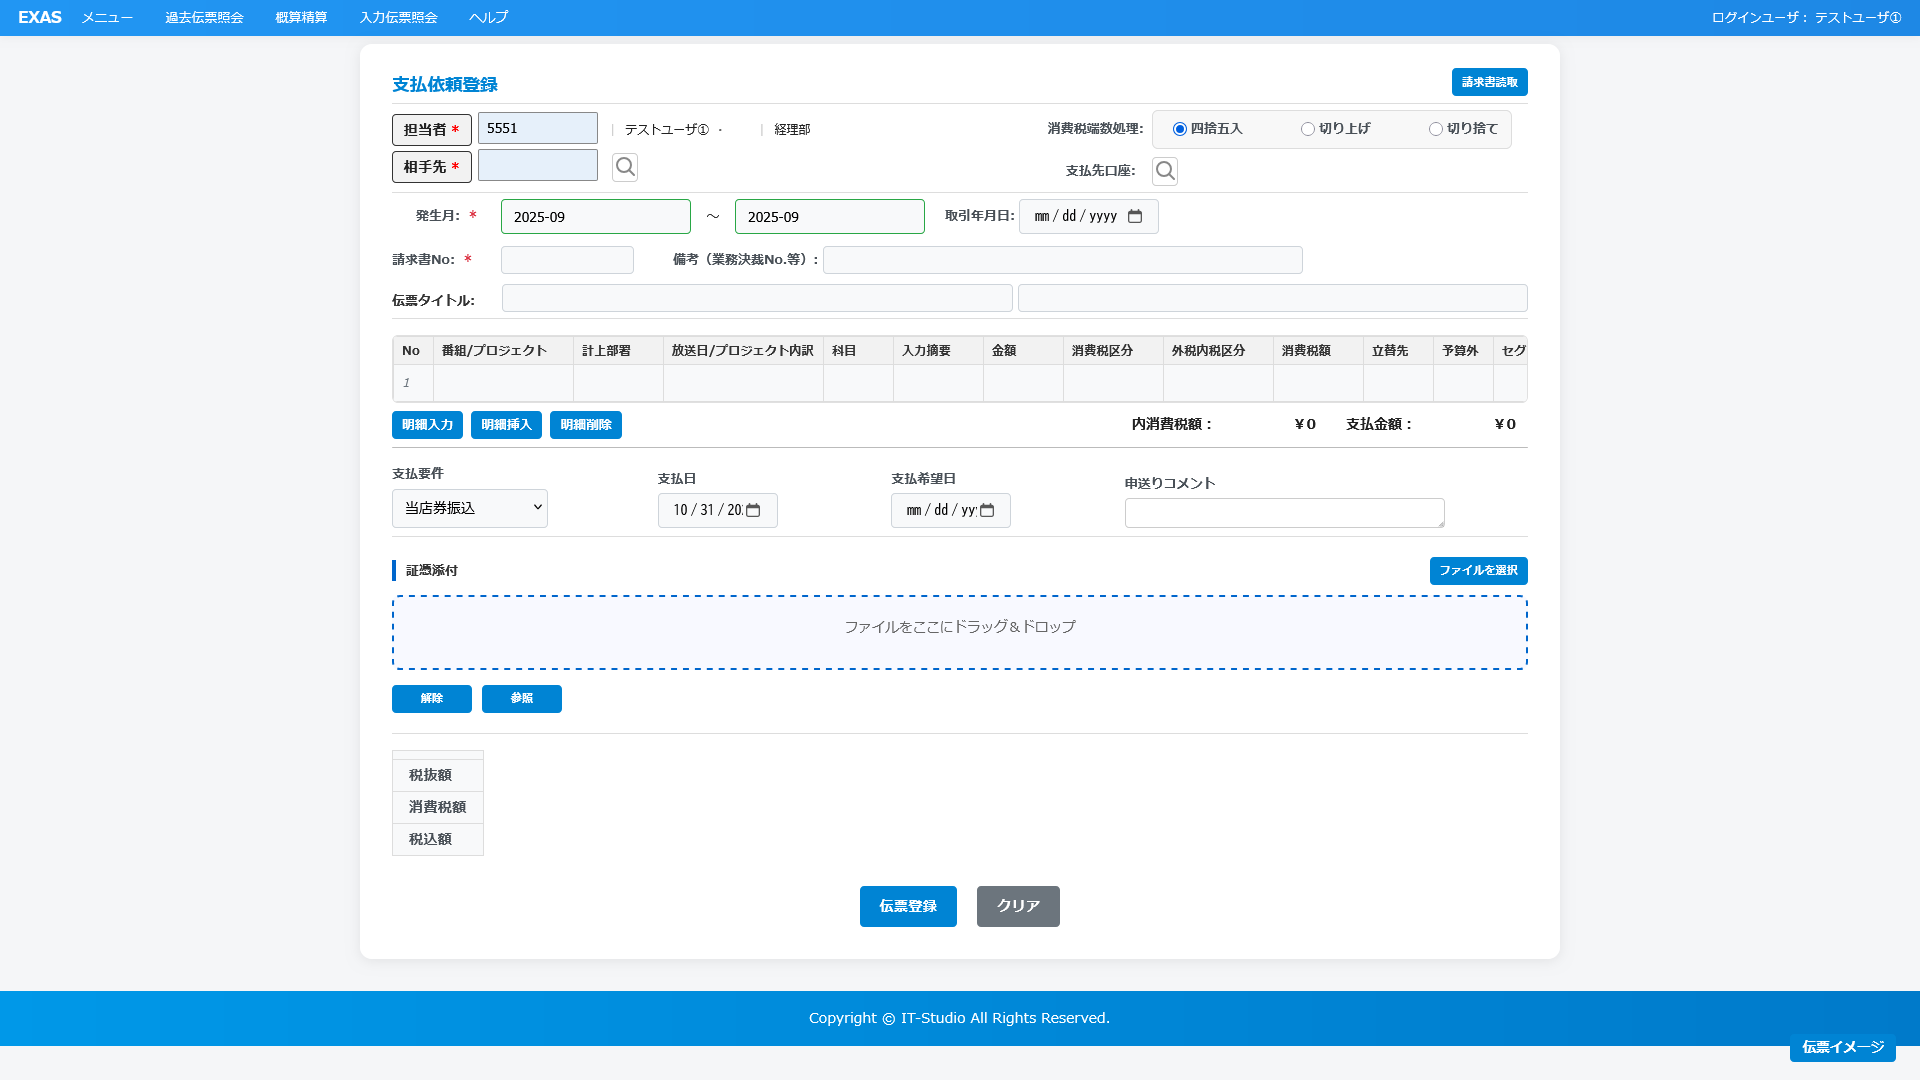 EXAS メニュー 過去伝票照会 概算精算 入力伝票照会 ヘルプ ログインユーザ： テストユーザ①
支払依頼登録 請求書読取
担当者 * 5551 | テストユーザ① ・ | 経理部 消費税端数処理: 四捨五入 切り上げ 切り捨て
相手先 * 支払先口座:
発生月: * 2025-09 ～ 2025-09 取引年月日: mm/dd/yyyy
請求書No: * 備考（業務決裁No.等）:
伝票タイトル:
No 番組/プロジェクト 計上部署 放送日/プロジェクト内訳 科目 入力摘要 金額 消費税区分 外税内税区分 消費税額 立替先 予算外 セグ
1
明細入力 明細挿入 明細削除 内消費税額： ￥0 支払金額： ￥0
支払要件 支払日 支払希望日 申送りコメント
当店券振込 10/31/20 mm/dd/yy
証憑添付 ファイルを選択
ファイルをここにドラッグ＆ドロップ
解除 参照
税抜額
消費税額
税込額
伝票登録 クリア
Copyright © IT-Studio All Rights Reserved.
伝票イメージ